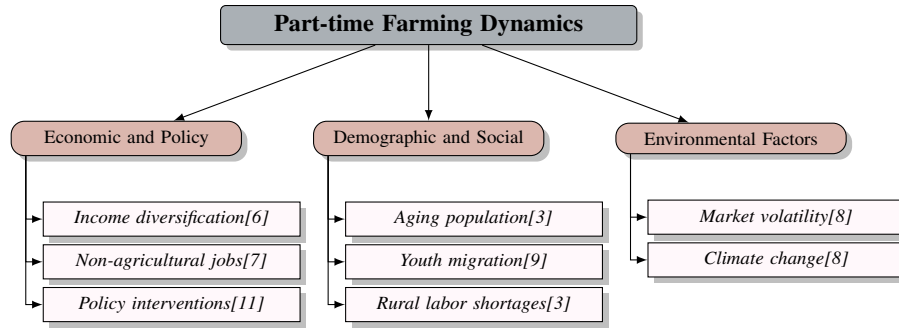 Part-time Farming Dynamics
Economic and Policy
Income diversification[6]
Non-agricultural jobs[7]
Policy interventions[11]
Demographic and Social
Aging population[3]
Youth migration[9]
Rural labor shortages[3]
Environmental Factors
Market volatility[8]
Climate change[8]